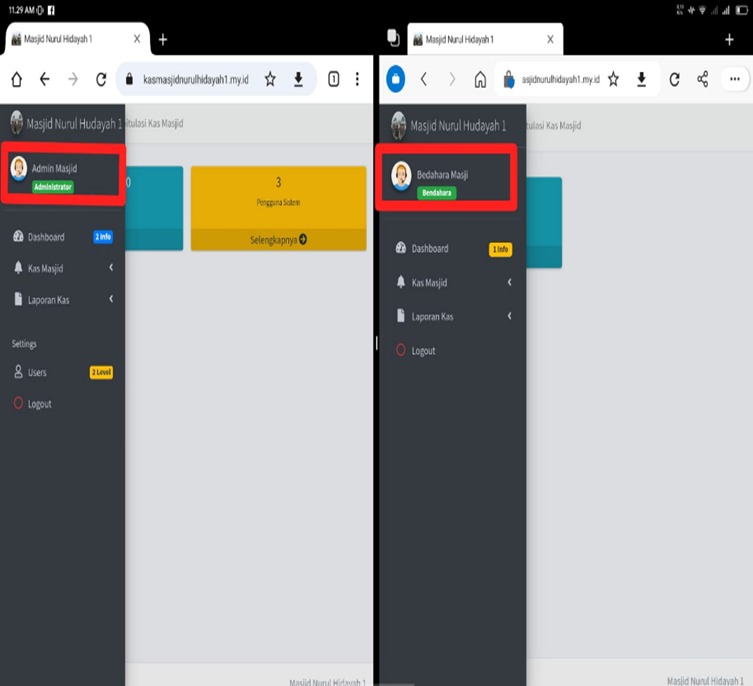 11.29 AM
Masjid Nurul Hidayah 1
kasmasjidnurulhidayah1.my.id
1
Masjid Nurul Hudayah 1
itulasi Kas Masjid
Admin Masjid
Administrator
0
3
Pengguna Sistem
Selengkapnya
Dashboard
2 Info
Kas Masjid
Laporan Kas
Settings
Users
2 Level
Logout
Masjid Nurul Hidayah 1
Masjid Nurul Hidayah 1
asjidnurulhidayah1.my.id
Masjid Nurul Hudayah 1
tulasi Kas Masjid
Bedahara Masji
Bendahara
Dashboard
1 Info
Kas Masjid
Laporan Kas
Logout
Masjid Nurul Hidayah 1